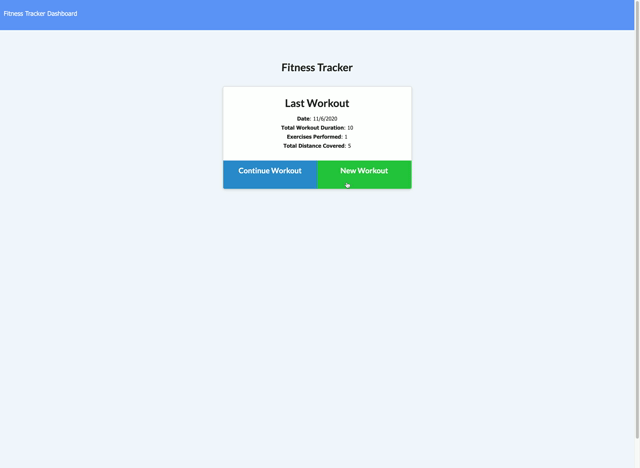 Fitness Tracker Dashboard
Fitness Tracker
Last Workout
Date: 11/6/2020
Total Workout Duration: 10
Exercises Performed: 1
Total Distance Covered: 5
Continue Workout
New Workout